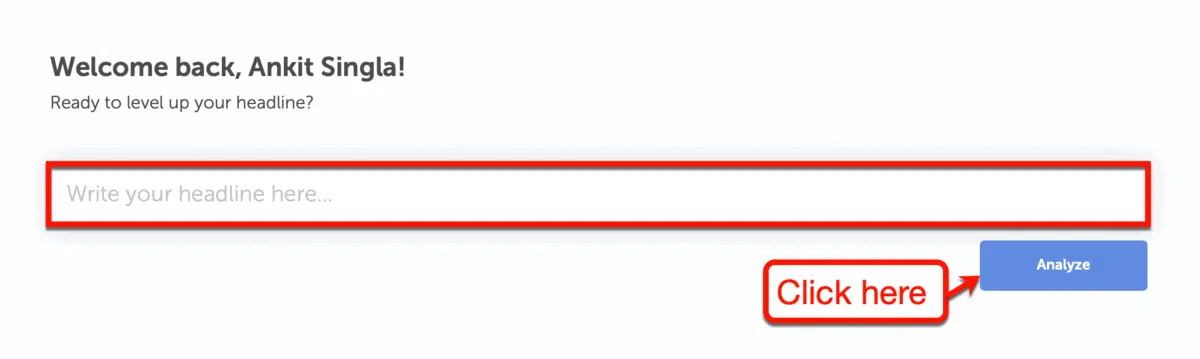 Welcome back, Ankit Singla!
Ready to level up your headline?
Write your headline here...
Analyze
Click here